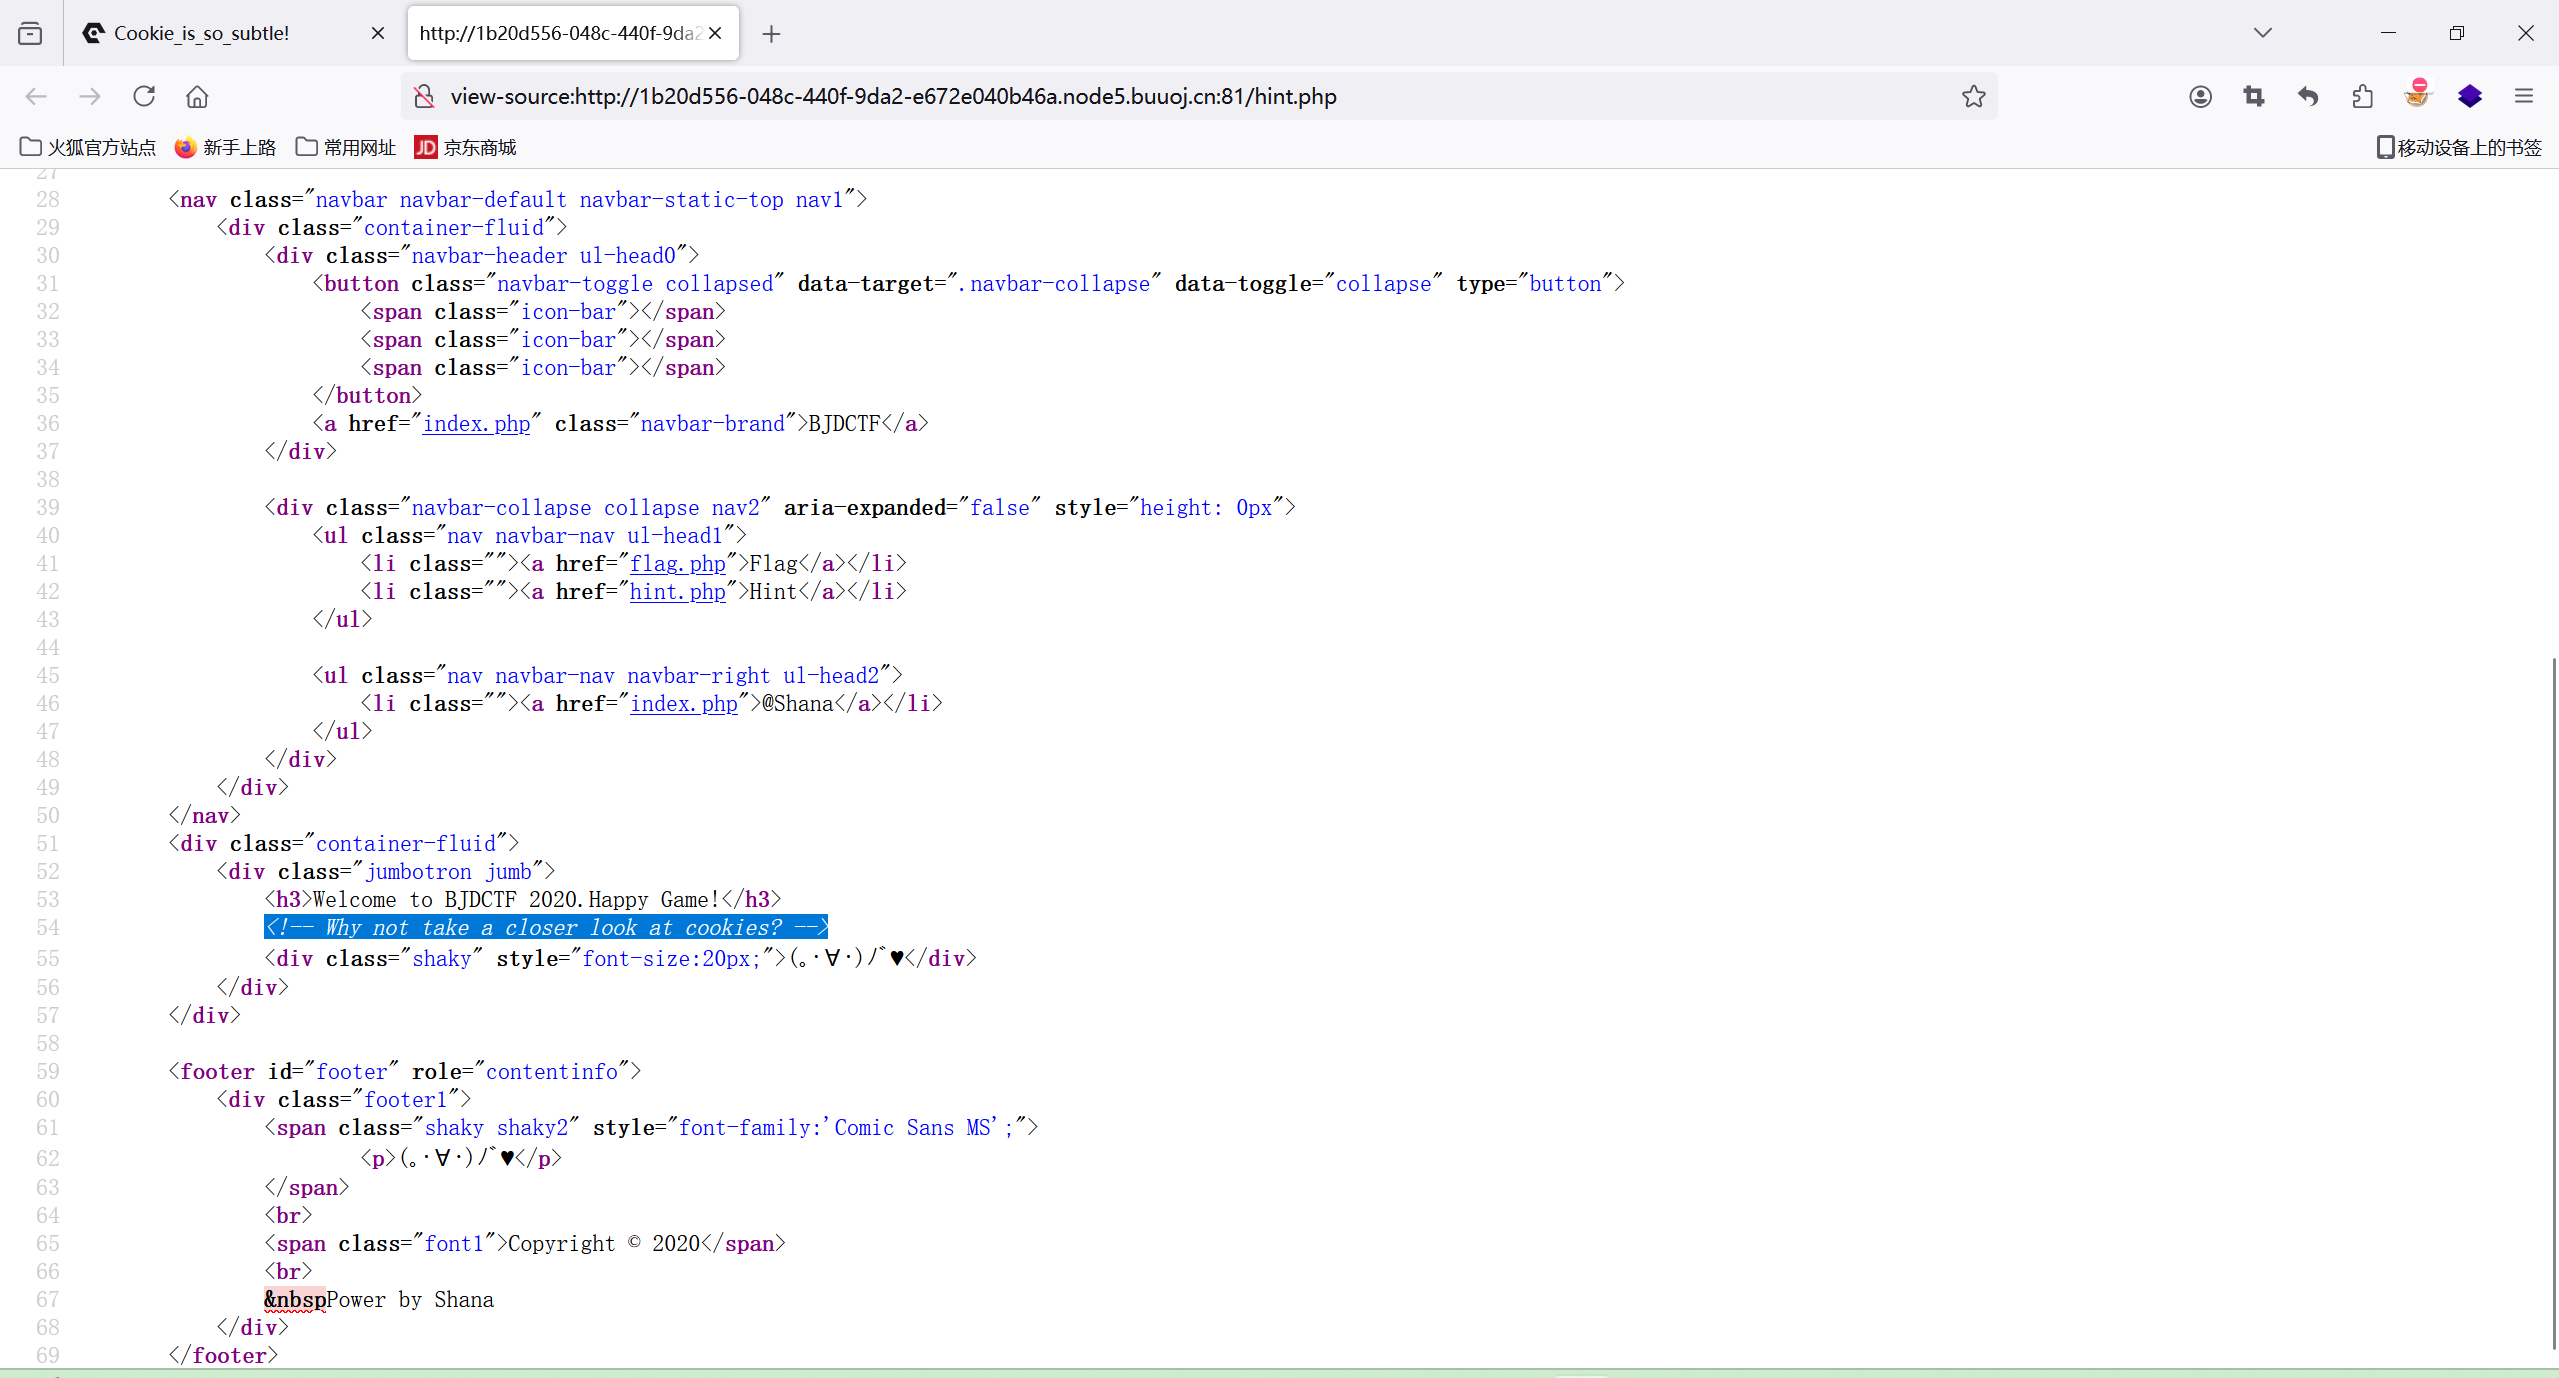 Cookie_is_so_subtle!
http://1b20d556-048c-440f-9da2
view-source:http://1b20d556-048c-440f-9da2-e672e040b46a.node5.buuoj.cn:81/hint.php
火狐官方站点 新手上路 常用网址 JD 京东商城 移动设备上的书签
27
28 <nav class="navbar navbar-default navbar-static-top nav1">
29 <div class="container-fluid">
30 <div class="navbar-header ul-head0">
31 <button class="navbar-toggle collapsed" data-target=".navbar-collapse" data-toggle="collapse" type="button">
32 <span class="icon-bar"></span>
33 <span class="icon-bar"></span>
34 <span class="icon-bar"></span>
35 </button>
36 <a href="index.php" class="navbar-brand">BJDCTF</a>
37 </div>
38
39 <div class="navbar-collapse collapse nav2" aria-expanded="false" style="height: 0px">
40 <ul class="nav navbar-nav ul-head1">
41 <li class=""><a href="flag.php">Flag</a></li>
42 <li class=""><a href="hint.php">Hint</a></li>
43 </ul>
44
45 <ul class="nav navbar-nav navbar-right ul-head2">
46 <li class=""><a href="index.php">@Shana</a></li>
47 </ul>
48 </div>
49 </div>
50 </nav>
51 <div class="container-fluid">
52 <div class="jumbotron jumb">
53 <h3>Welcome to BJDCTF 2020.Happy Game!</h3>
54 <!-- Why not take a closer look at cookies? -->
55 <div class="shaky" style="font-size:20px;">(｡･∀･)ﾉﾞ♥</div>
56 </div>
57 </div>
58
59 <footer id="footer" role="contentinfo">
60 <div class="footer1">
61 <span class="shaky shaky2" style="font-family:'Comic Sans MS';">
62 <p>(｡･∀･)ﾉﾞ♥</p>
63 </span>
64 <br>
65 <span class="font1">Copyright © 2020</span>
66 <br>
67 &nbspPower by Shana
68 </div>
69 </footer>